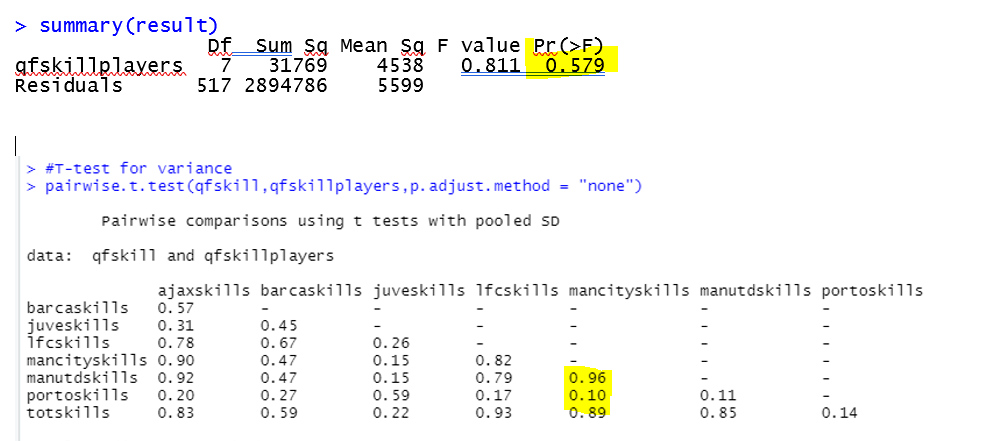 > summary(result)
Df Sum Sq Mean Sq F value Pr(>F)
qfskillplayers 7 31769 4538 0.811 0.579
Residuals 517 2894786 5599
> #T-test for variance
> pairwise.t.test(qfskill,qfskillplayers,p.adjust.method = "none")
Pairwise comparisons using t tests with pooled SD
data: qfskill and qfskillplayers
ajaxskills barcaskills juveskills lfcskills mancityskills manutdskills portoskills
barcaskills 0.57 - - - - - -
juveskills 0.31 0.45 - - - - -
lfcskills 0.78 0.67 0.26 - - - -
mancityskills 0.90 0.47 0.15 0.82 - - -
manutdskills 0.92 0.47 0.15 0.79 0.96 - -
portoskills 0.20 0.27 0.59 0.17 0.10 0.11 -
totskills 0.83 0.59 0.22 0.93 0.89 0.85 0.14